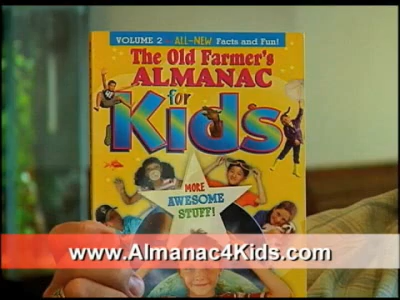 VOLUME 2 ALL-NEW Facts and Fun!
The Old Farmer's
ALMANAC
for
Kids
MORE
AWESOME
STUFF!
www.Almanac4Kids.com